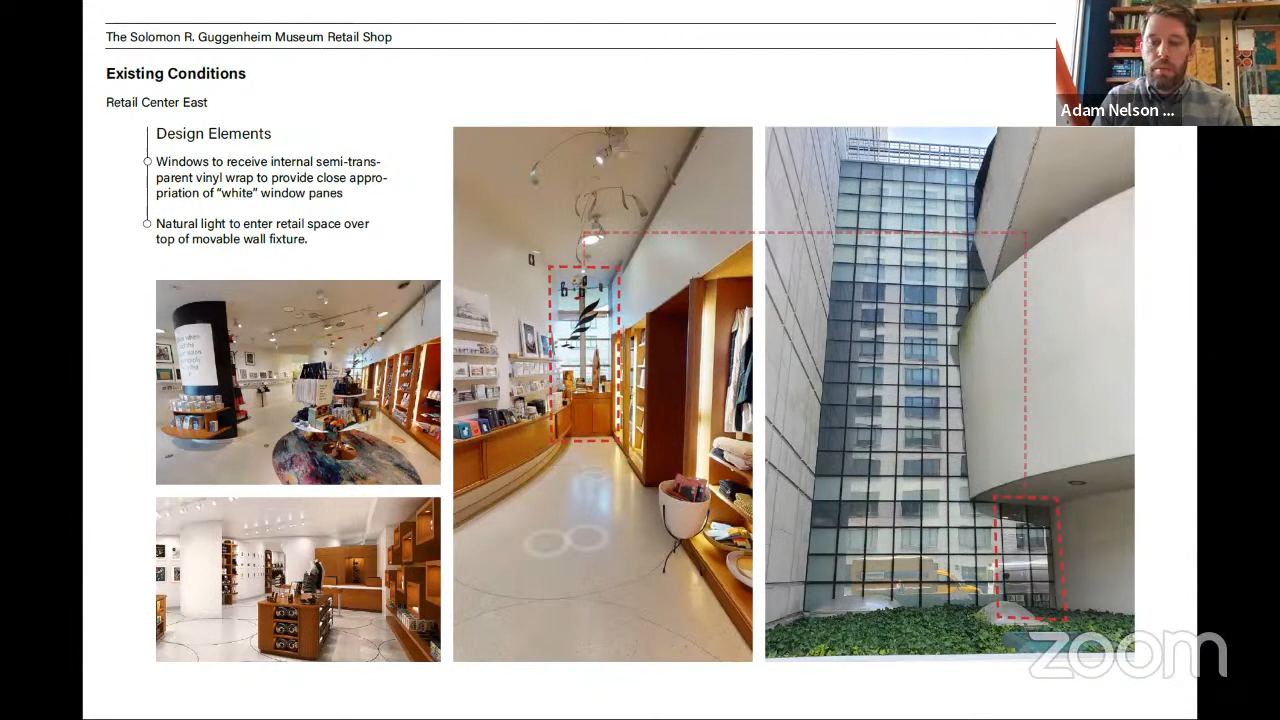 The Solomon R. Guggenheim Museum Retail Shop
Existing Conditions
Retail Center East
Design Elements
Windows to receive internal semi-trans-
parent vinyl wrap to provide close appro-
priation of “white” window panes
Natural light to enter retail space over
top of movable wall fixture.
Adam Nelson ...
zoom